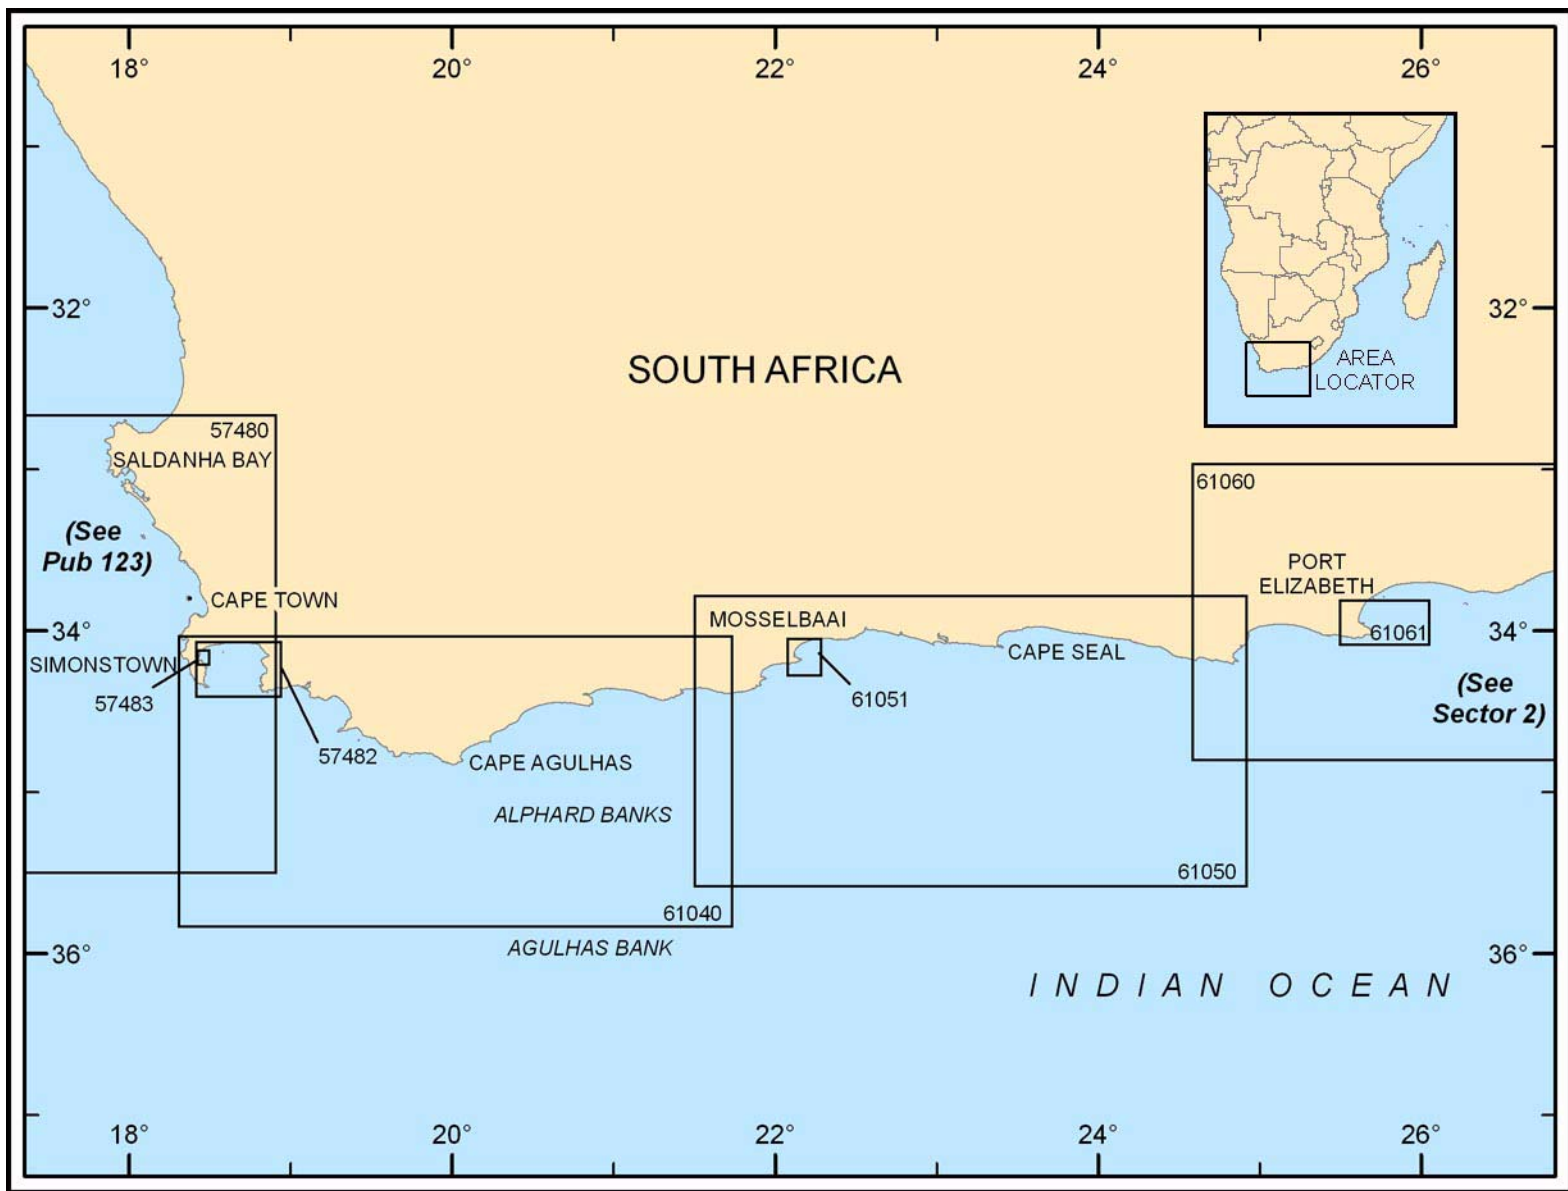 18°
20°
22°
24°
26°
32°
32°
SOUTH AFRICA
AREA
LOCATOR
57480
SALDANHA BAY
61060
(See
Pub 123)
PORT
ELIZABETH
CAPE TOWN
MOSSELBAAI
34°
34°
61061
SIMONSTOWN
CAPE SEAL
57483
61051
(See
Sector 2)
57482
CAPE AGULHAS
ALPHARD BANKS
61050
61040
AGULHAS BANK
36°
36°
INDIAN OCEAN
18°
20°
22°
24°
26°